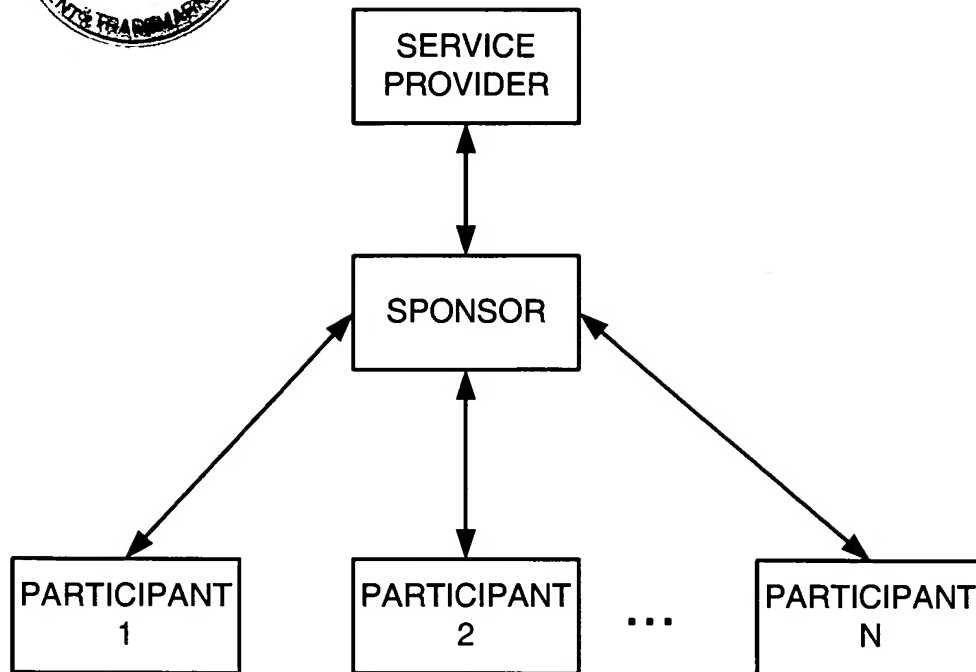 SERVICE
PROVIDER
SPONSOR
PARTICIPANT
1
PARTICIPANT
2
...
PARTICIPANT
N